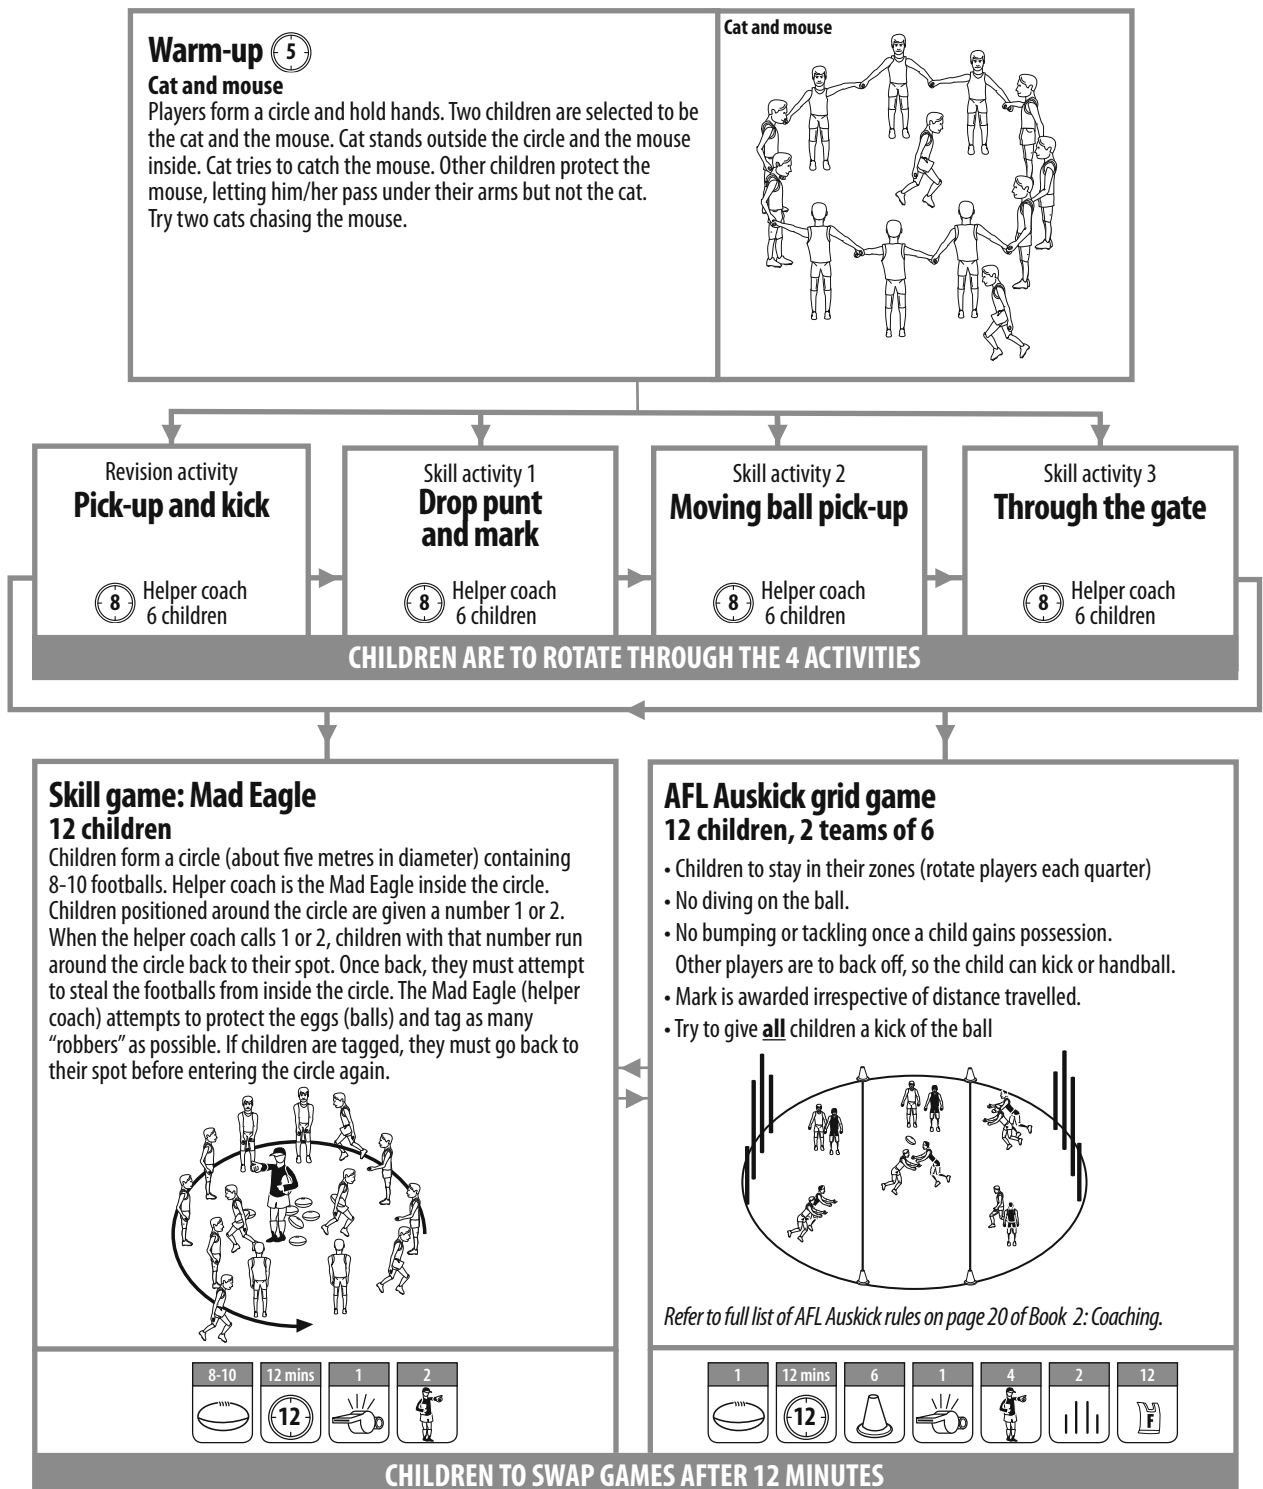 Warm-up 5
Cat and mouse
Players form a circle and hold hands. Two children are selected to be
the cat and the mouse. Cat stands outside the circle and the mouse
inside. Cat tries to catch the mouse. Other children protect the
mouse, letting him/her pass under their arms but not the cat.
Try two cats chasing the mouse.
Cat and mouse
Revision activity
Pick-up and kick
8 Helper coach
6 children
Skill activity 1
Drop punt
and mark
8 Helper coach
6 children
Skill activity 2
Moving ball pick-up
8 Helper coach
6 children
Skill activity 3
Through the gate
8 Helper coach
6 children
CHILDREN ARE TO ROTATE THROUGH THE 4 ACTIVITIES
Skill game: Mad Eagle
12 children
Children form a circle (about five metres in diameter) containing
8-10 footballs. Helper coach is the Mad Eagle inside the circle.
Children positioned around the circle are given a number 1 or 2.
When the helper coach calls 1 or 2, children with that number run
around the circle back to their spot. Once back, they must attempt
to steal the footballs from inside the circle. The Mad Eagle (helper
coach) attempts to protect the eggs (balls) and tag as many
“robbers” as possible. If children are tagged, they must go back to
their spot before entering the circle again.
8-10 12 mins 1 2
12
AFL Auskick grid game
12 children, 2 teams of 6
• Children to stay in their zones (rotate players each quarter)
• No diving on the ball.
• No bumping or tackling once a child gains possession.
Other players are to back off, so the child can kick or handball.
• Mark is awarded irrespective of distance travelled.
• Try to give all children a kick of the ball
Refer to full list of AFL Auskick rules on page 20 of Book 2: Coaching.
1 12 mins 6 1 4 2 12
12 F
CHILDREN TO SWAP GAMES AFTER 12 MINUTES